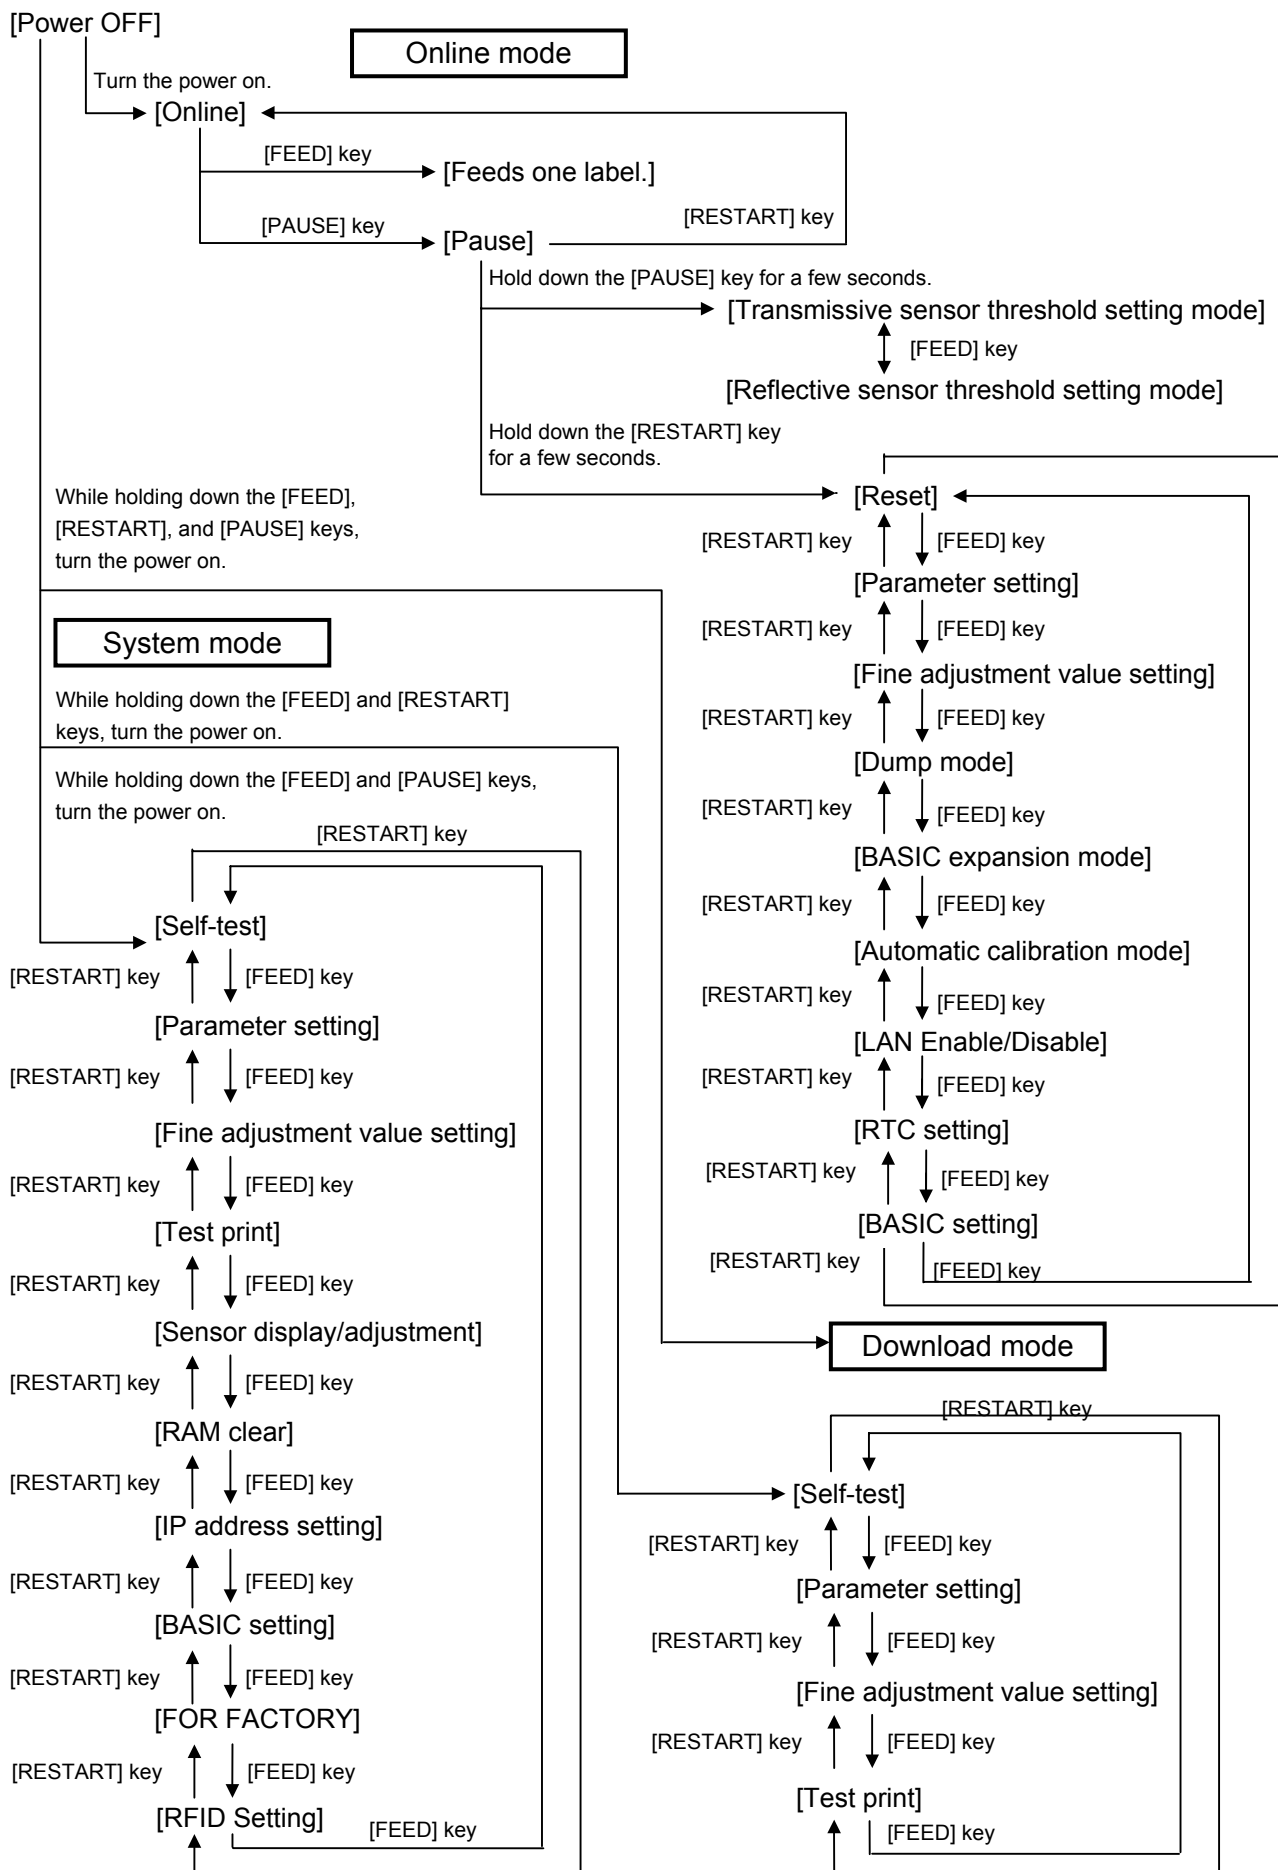 [Power OFF]
Online mode
Turn the power on.
[Online]
[FEED] key
[Feeds one label.]
[PAUSE] key
[Pause]
[RESTART] key
Hold down the [PAUSE] key for a few seconds.
[Transmissive sensor threshold setting mode]
[FEED] key
[Reflective sensor threshold setting mode]
Hold down the [RESTART] key
for a few seconds.
[Reset]
[RESTART] key
[FEED] key
[Parameter setting]
[RESTART] key
[FEED] key
[Fine adjustment value setting]
[RESTART] key
[FEED] key
[Dump mode]
[RESTART] key
[FEED] key
[BASIC expansion mode]
[RESTART] key
[FEED] key
[Automatic calibration mode]
[RESTART] key
[FEED] key
[LAN Enable/Disable]
[RESTART] key
[FEED] key
[RTC setting]
[RESTART] key
[FEED] key
[BASIC setting]
[RESTART] key
[FEED] key
While holding down the [FEED],
[RESTART], and [PAUSE] keys,
turn the power on.
System mode
While holding down the [FEED] and [RESTART]
keys, turn the power on.
While holding down the [FEED] and [PAUSE] keys,
turn the power on.
[RESTART] key
[Self-test]
[RESTART] key
[FEED] key
[Parameter setting]
[RESTART] key
[FEED] key
[Fine adjustment value setting]
[RESTART] key
[FEED] key
[Test print]
[RESTART] key
[FEED] key
[Sensor display/adjustment]
[RESTART] key
[FEED] key
[RAM clear]
[RESTART] key
[FEED] key
[IP address setting]
[RESTART] key
[FEED] key
[BASIC setting]
[RESTART] key
[FEED] key
[FOR FACTORY]
[RESTART] key
[FEED] key
[RFID Setting]
[FEED] key
Download mode
[RESTART] key
[Self-test]
[RESTART] key
[FEED] key
[Parameter setting]
[RESTART] key
[FEED] key
[Fine adjustment value setting]
[RESTART] key
[FEED] key
[Test print]
[FEED] key